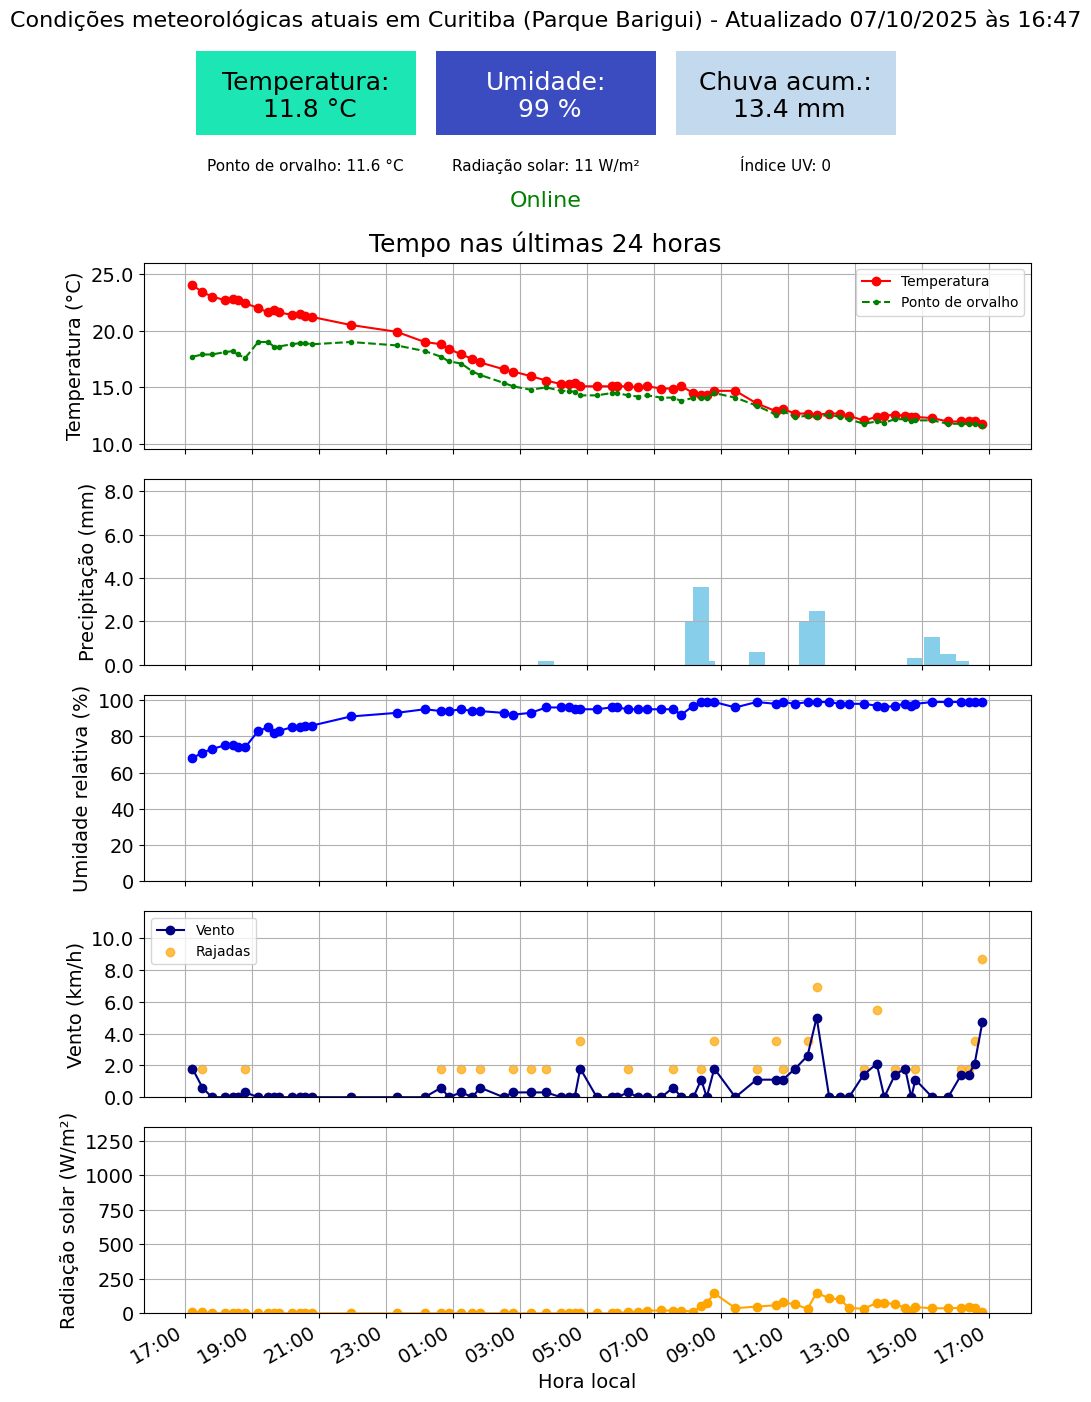 Condições meteorológicas atuais em Curitiba (Parque Barigui) - Atualizado 07/10/2025 às 16:47
Temperatura:
11.8 °C
Umidade:
99 %
Chuva acum.:
13.4 mm
Ponto de orvalho: 11.6 °C
Radiação solar: 11 W/m²
Índice UV: 0
Online
Tempo nas últimas 24 horas
Temperatura (°C)
25.0
20.0
15.0
10.0
Temperatura
Ponto de orvalho
Precipitação (mm)
8.0
6.0
4.0
2.0
0.0
Umidade relativa (%)
100
80
60
40
20
0
Vento (km/h)
10.0
8.0
6.0
4.0
2.0
0.0
Vento
Rajadas
Radiação solar (W/m²)
1250
1000
750
500
250
0
17:00
19:00
21:00
23:00
01:00
03:00
05:00
07:00
09:00
11:00
13:00
15:00
17:00
Hora local